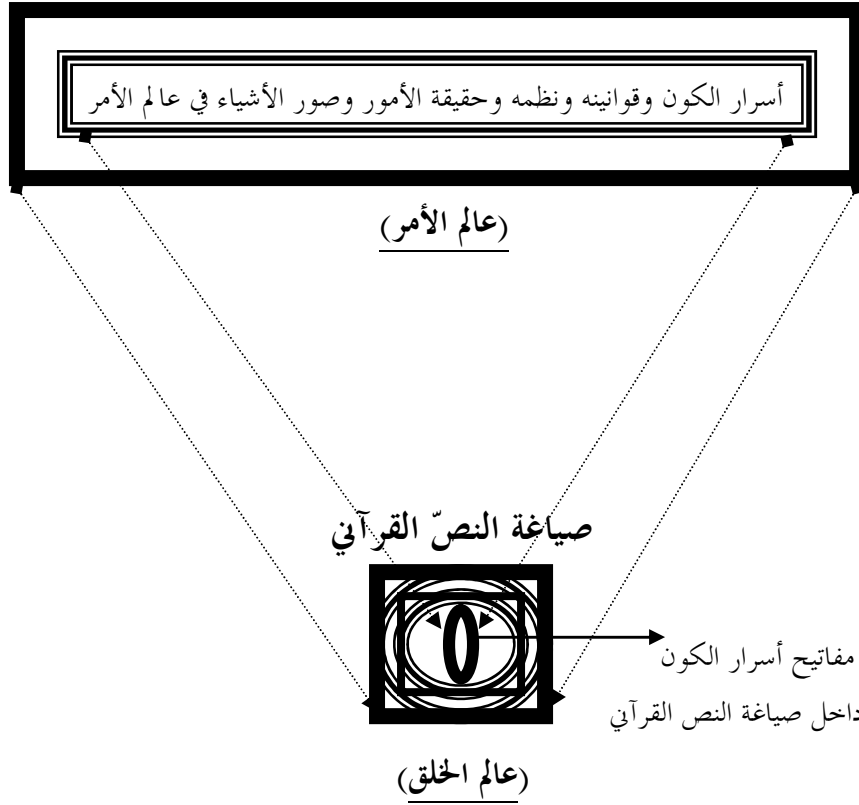 أسرار الكون وقوانينه ونظمه وحقيقة الأمور وصور الأشياء في عالم الأمر
(عالم الأمر)
صياغة النصّ القرآني
مفاتيح أسرار الكون
داخل صياغة النص القرآني
(عالم الخلق)